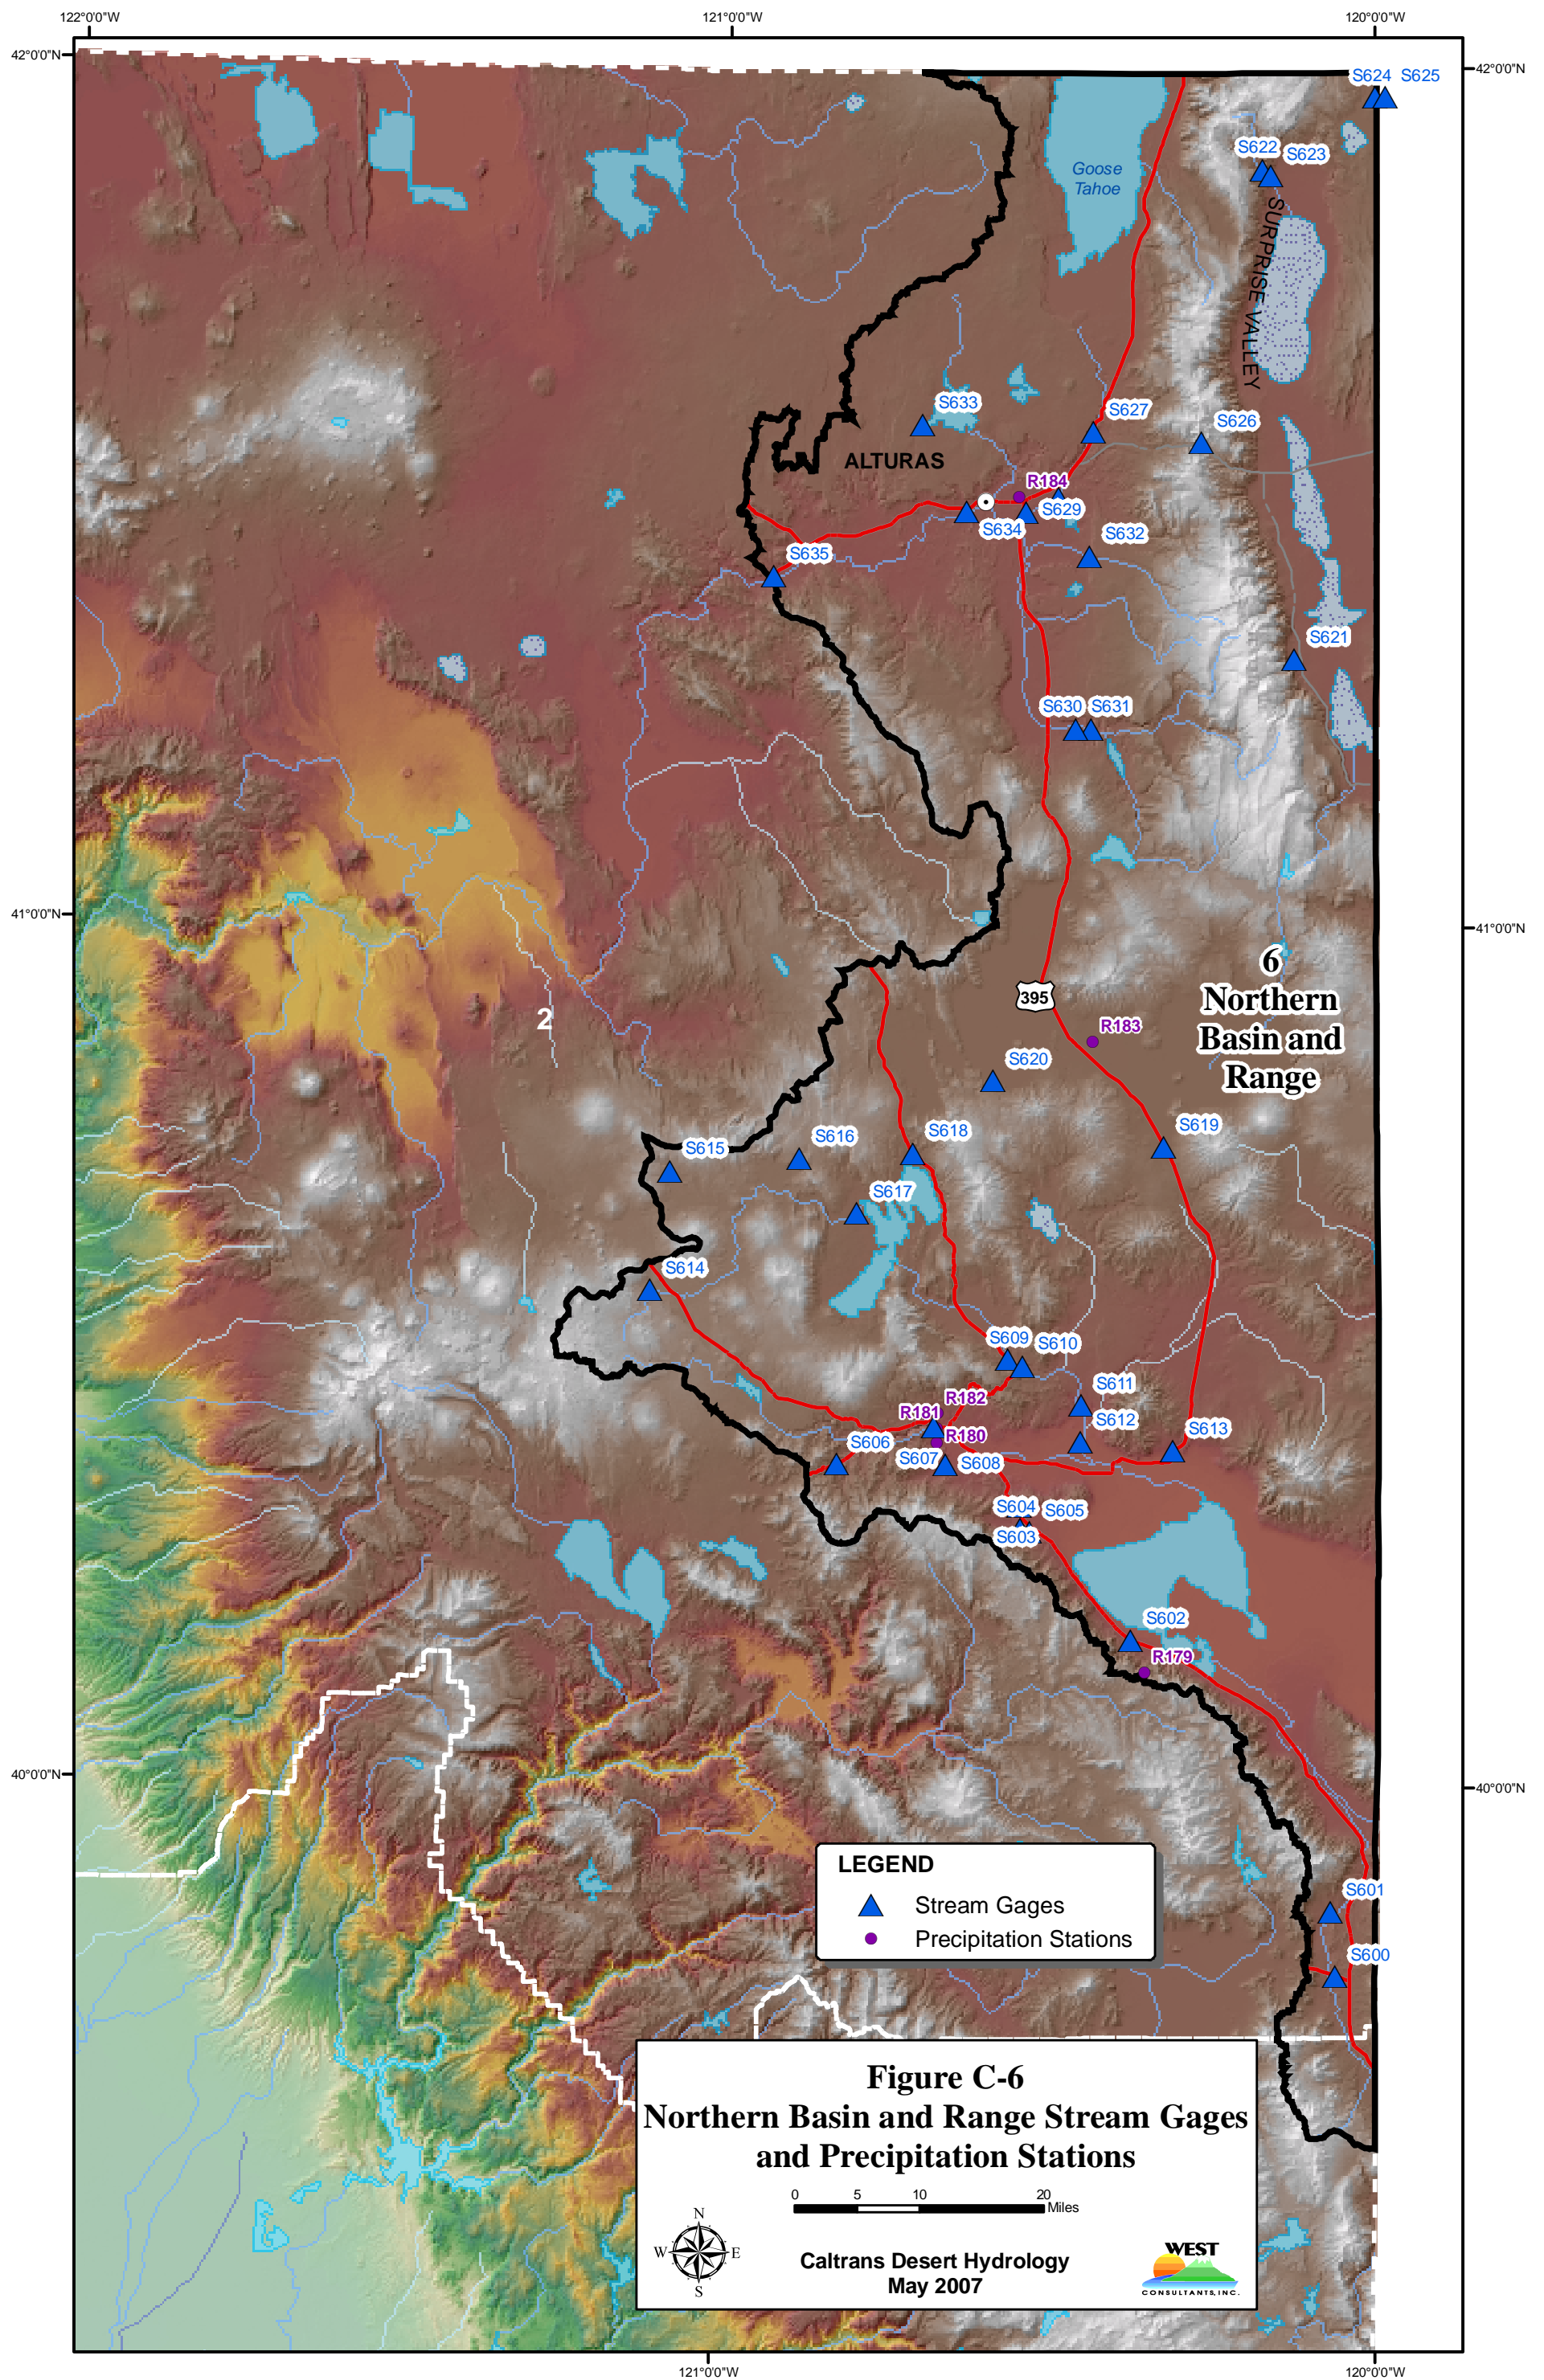 122°0'0"W
121°0'0"W
120°0'0"W
42°0'0"N
42°0'0"N
S624
S625
S622
S623
Goose
Tahoe
SURPRISE VALLEY
S633
S627
S626
ALTURAS
R184
S629
S634
S632
S635
S621
S630
S631
41°0'0"N
41°0'0"N
6
Northern
Basin and
Range
395
2
R183
S620
S619
S618
S616
S615
S617
S614
S609
S610
S611
R182
R181
S612
R180
S606
S613
S607
S608
S604
S605
S603
S602
R179
40°0'0"N
40°0'0"N
LEGEND
Stream Gages
Precipitation Stations
S601
S600
Figure C-6
Northern Basin and Range Stream Gages
and Precipitation Stations
0 5 10 20
Miles
N
W E
S
Caltrans Desert Hydrology
May 2007
WEST
CONSULTANTS, INC.
121°0'0"W
120°0'0"W